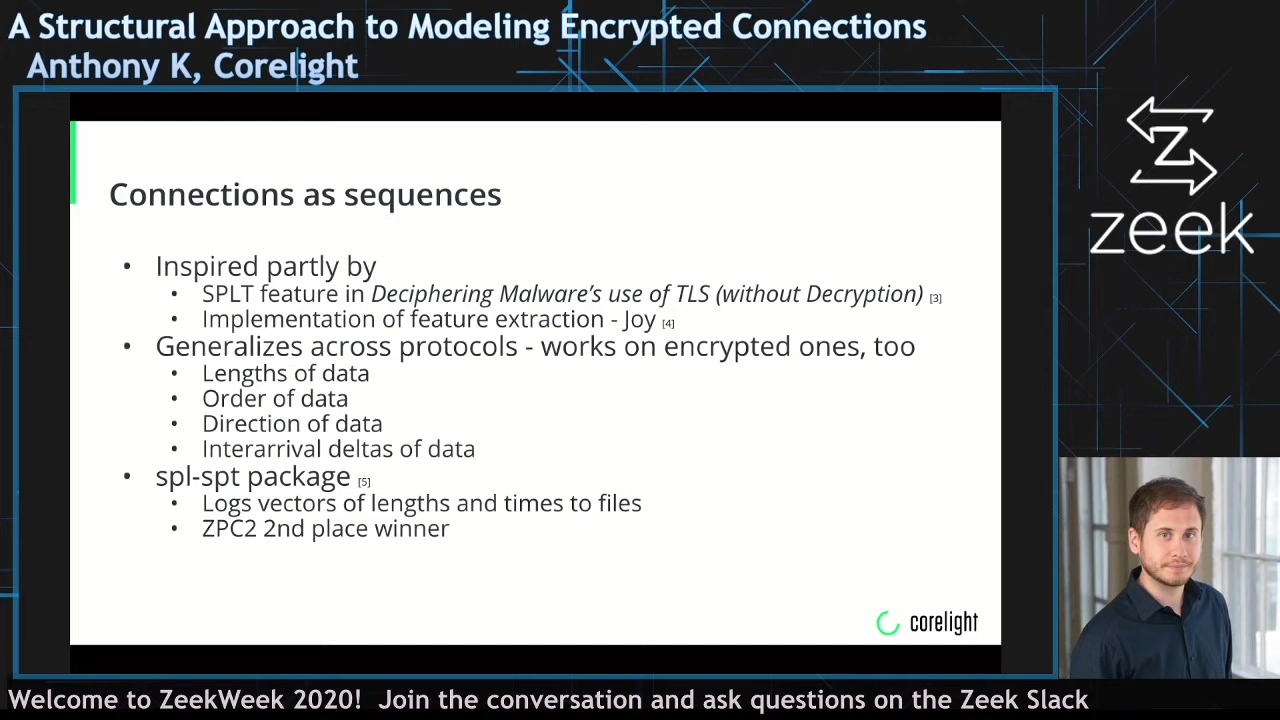 A Structural Approach to Modeling Encrypted Connections
Anthony K, Corelight
Connections as sequences
• Inspired partly by
• SPLT feature in Deciphering Malware's use of TLS (without Decryption) [3]
• Implementation of feature extraction - Joy [4]
• Generalizes across protocols - works on encrypted ones, too
• Lengths of data
• Order of data
• Direction of data
• Interarrival deltas of data
• spl-spt package [5]
• Logs vectors of lengths and times to files
• ZPC2 2nd place winner
corelight
Z
zeek
Welcome to ZeekWeek 2020! Join the conversation and ask questions on the Zeek Slack